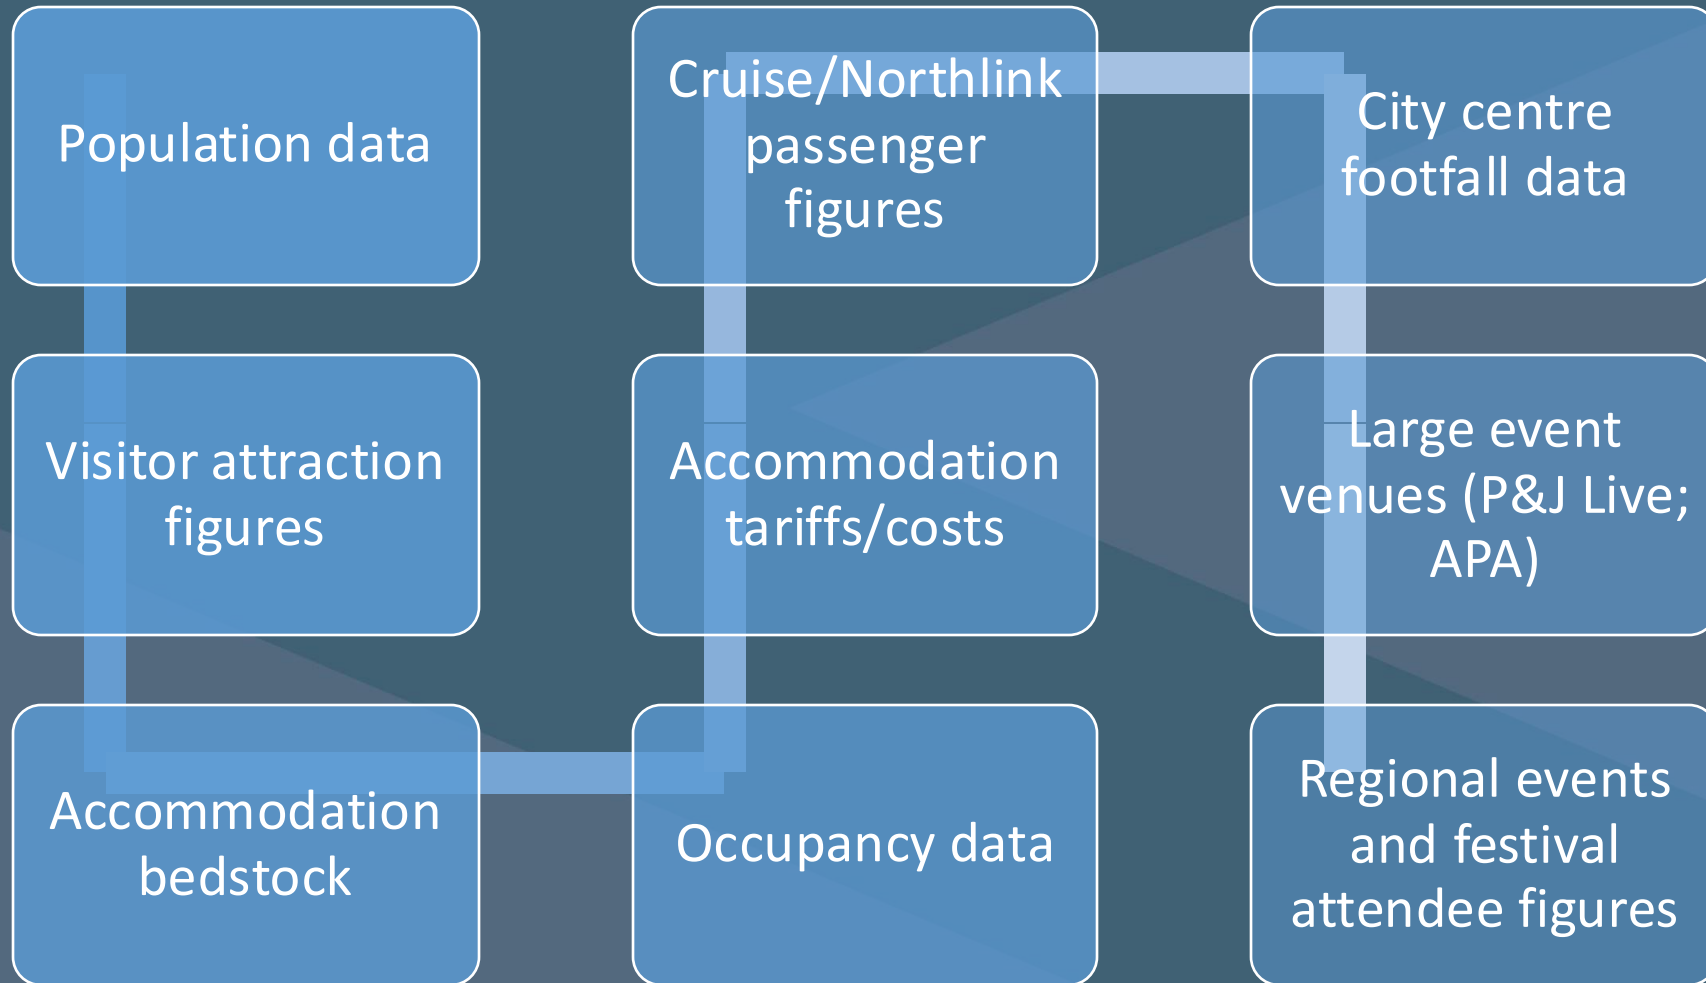 Population data
Visitor attraction
figures
Accommodation
bedstock
Occupancy data
Accommodation
tariffs/costs
Cruise/Northlink
passenger
figures
City centre
footfall data
Large event
venues (P&J Live;
APA)
Regional events
and festival
attendee figures